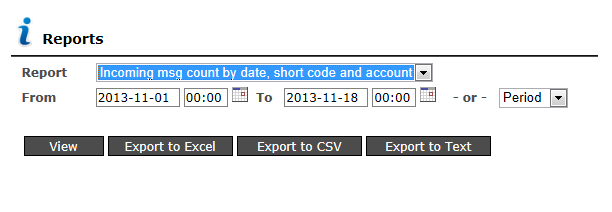 Reports
Report Incoming msg count by date, short code and account
From 2013-11-01 00:00 To 2013-11-18 00:00 - or - Period
View Export to Excel Export to CSV Export to Text